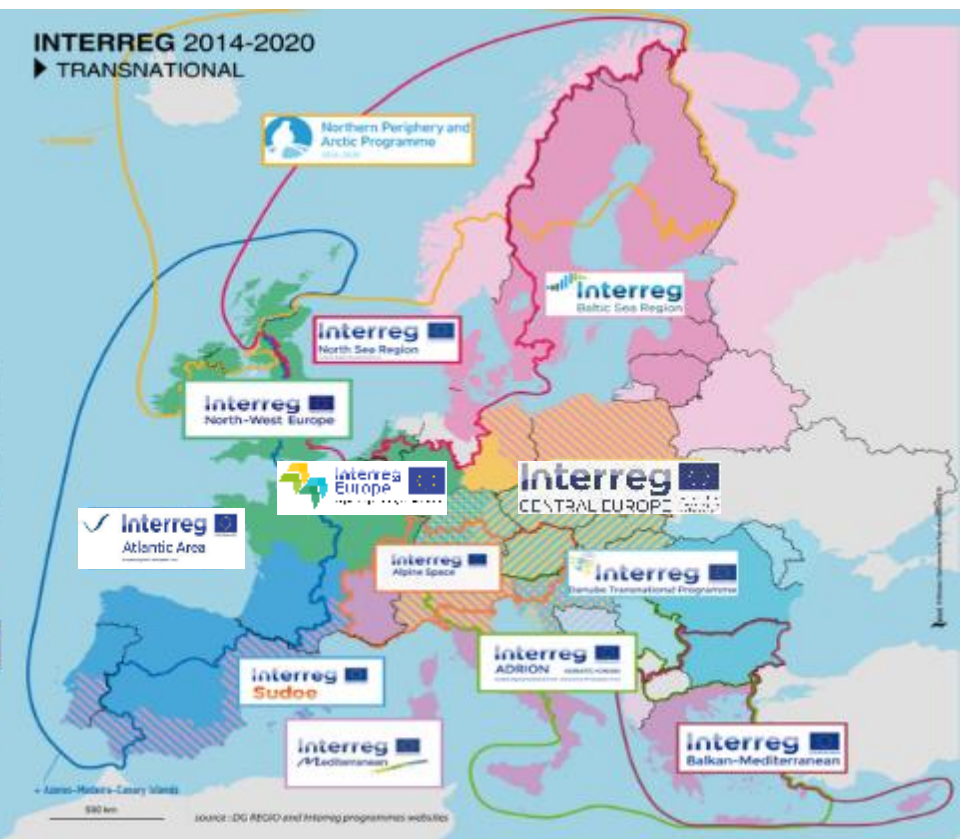 INTERREG 2014-2020
TRANSNATIONAL
Northern Periphery and
Arctic Programme
2014-2020
Interreg
Baltic Sea Region
Interreg
North Sea Region
Interreg
North-West Europe
Interreg
Europe
Interreg
CENTRAL EUROPE
Interreg
Atlantic Area
Interreg
Alpine Space
Interreg
Danube Transnational Programme
Interreg
ADRION
Interreg
Sudoe
Interreg
Mediterranean
Interreg
Balkan-Mediterranean
+ Azores-Madeira-Canary Islands
500 km
source : DG REGIO and Interreg programmes websites